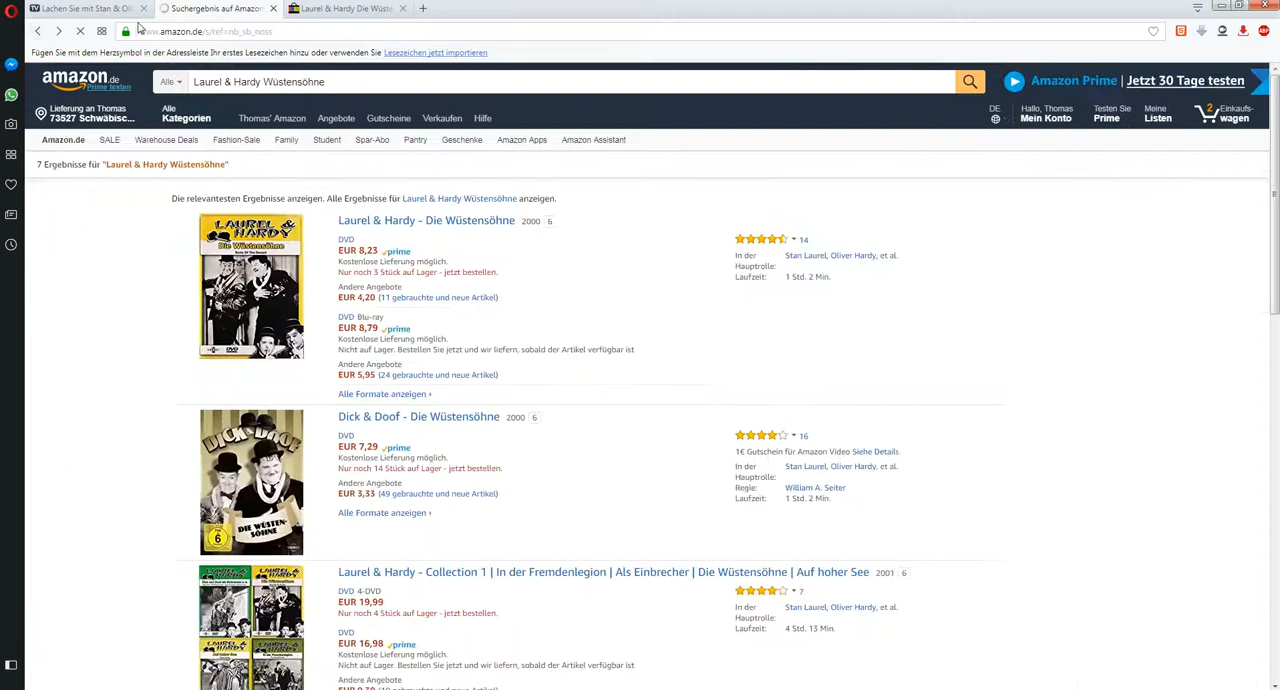 Lachen Sie mit Stan & Oll
Suchergebnis auf Amazon
Laurel & Hardy Die Wüste
www.amazon.de/s/ref=nb_sb_noss
Fügen Sie mit dem Herzsymbol in der Adressleiste Ihr erstes Lesezeichen hinzu oder verwenden Sie Lesezeichen jetzt importieren
amazon.de
Prime testen
Alle
Laurel & Hardy Wüstensöhne
Amazon Prime | Jetzt 30 Tage testen
Lieferung an Thomas
73527 Schwäbisc...
Alle
Kategorien
Thomas' Amazon Angebote Gutscheine Verkaufen Hilfe
DE
Hallo, Thomas
Mein Konto
Testen Sie
Prime
Meine
Listen
2
Einkaufs-
wagen
Amazon.de SALE Warehouse Deals Fashion-Sale Family Student Spar-Abo Pantry Geschenke Amazon Apps Amazon Assistant
7 Ergebnisse für "Laurel & Hardy Wüstensöhne"
Die relevantesten Ergebnisse anzeigen. Alle Ergebnisse für Laurel & Hardy Wüstensöhne anzeigen.
LAUREL & HARDY
Die Wüstensöhne
Laurel & Hardy - Die Wüstensöhne 2000 6
DVD
EUR 8,23 prime
Kostenlose Lieferung möglich.
Nur noch 3 Stück auf Lager - jetzt bestellen.
Andere Angebote
EUR 4,20 (11 gebrauchte und neue Artikel)
DVD Blu-ray
EUR 8,79 prime
Kostenlose Lieferung möglich.
Nicht auf Lager. Bestellen Sie jetzt und wir liefern, sobald der Artikel verfügbar ist
Andere Angebote
EUR 5,95 (24 gebrauchte und neue Artikel)
Alle Formate anzeigen
14
In der
Hauptrolle:
Stan Laurel, Oliver Hardy, et al.
Laufzeit: 1 Std. 2 Min.
DICK & DOOF
DIE WÜSTEN-
SÖHNE
6
Dick & Doof - Die Wüstensöhne 2000 6
DVD
EUR 7,29 prime
Kostenlose Lieferung möglich.
Nur noch 14 Stück auf Lager - jetzt bestellen.
Andere Angebote
EUR 3,33 (49 gebrauchte und neue Artikel)
Alle Formate anzeigen
16
1€ Gutschein für Amazon Video Siehe Details.
In der
Hauptrolle:
Stan Laurel, Oliver Hardy, et al.
Regie: William A. Seiter
Laufzeit: 1 Std. 2 Min.
Laurel & Hardy - Collection 1 | In der Fremdenlegion | Als Einbrecher | Die Wüstensöhne | Auf hoher See 2001 6
DVD 4-DVD
EUR 19,99
Nur noch 4 Stück auf Lager - jetzt bestellen.
DVD
EUR 16,98 prime
Kostenlose Lieferung möglich.
Nicht auf Lager. Bestellen Sie jetzt und wir liefern, sobald der Artikel verfügbar ist
Andere Angebote
7
In der
Hauptrolle:
Stan Laurel, Oliver Hardy, et al.
Laufzeit: 4 Std. 13 Min.